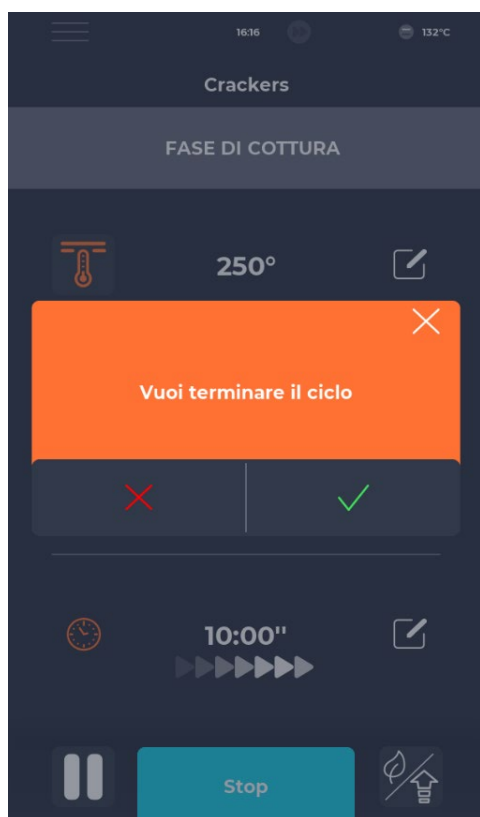 16:16
132°C
Crackers
FASE DI COTTURA
250°
Vuoi terminare il ciclo
10:00"
Stop